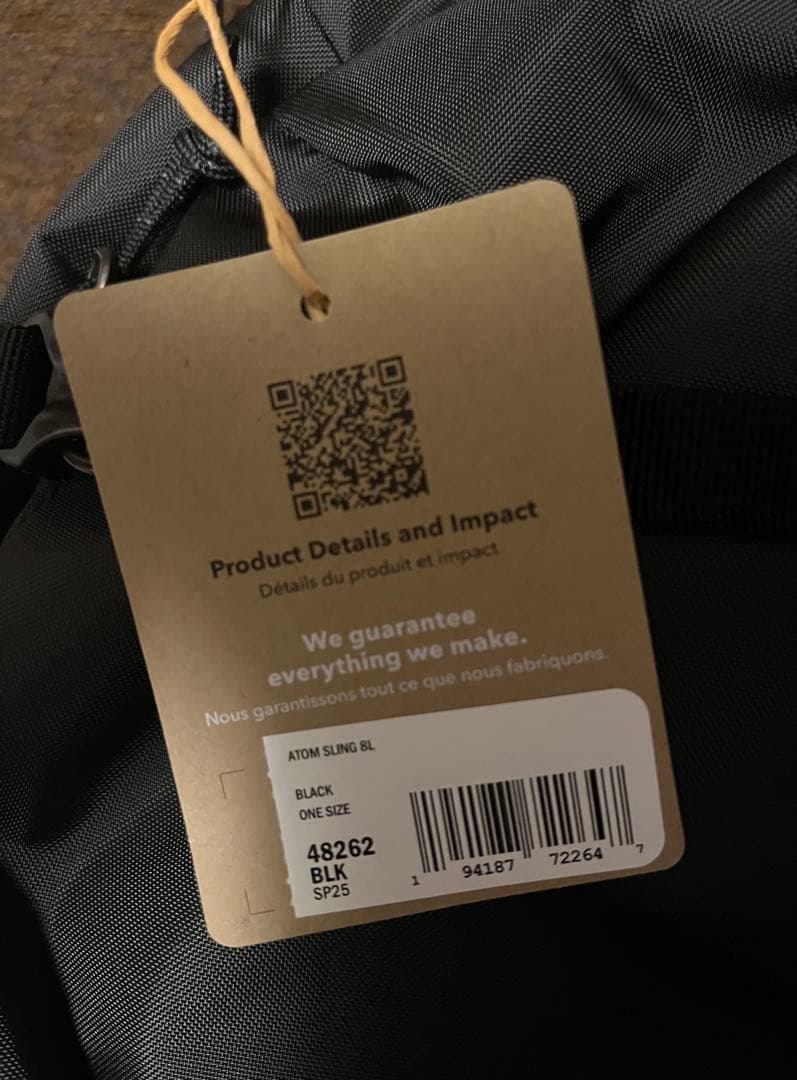 Product Details and Impact
Détails du produit et impact
We guarantee
everything we make.
Nous garantissons tout ce que nous fabriquons.
ATOM SLING 8L
BLACK
ONE SIZE
48262
BLK
SP25
1 94187 72264 7